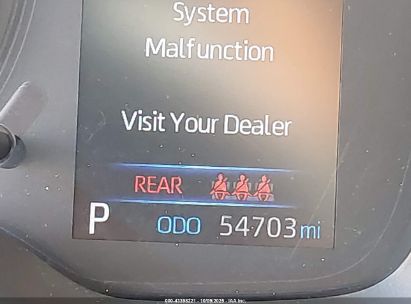 System
Malfunction
Visit Your Dealer
REAR
P ODO 54703 mi